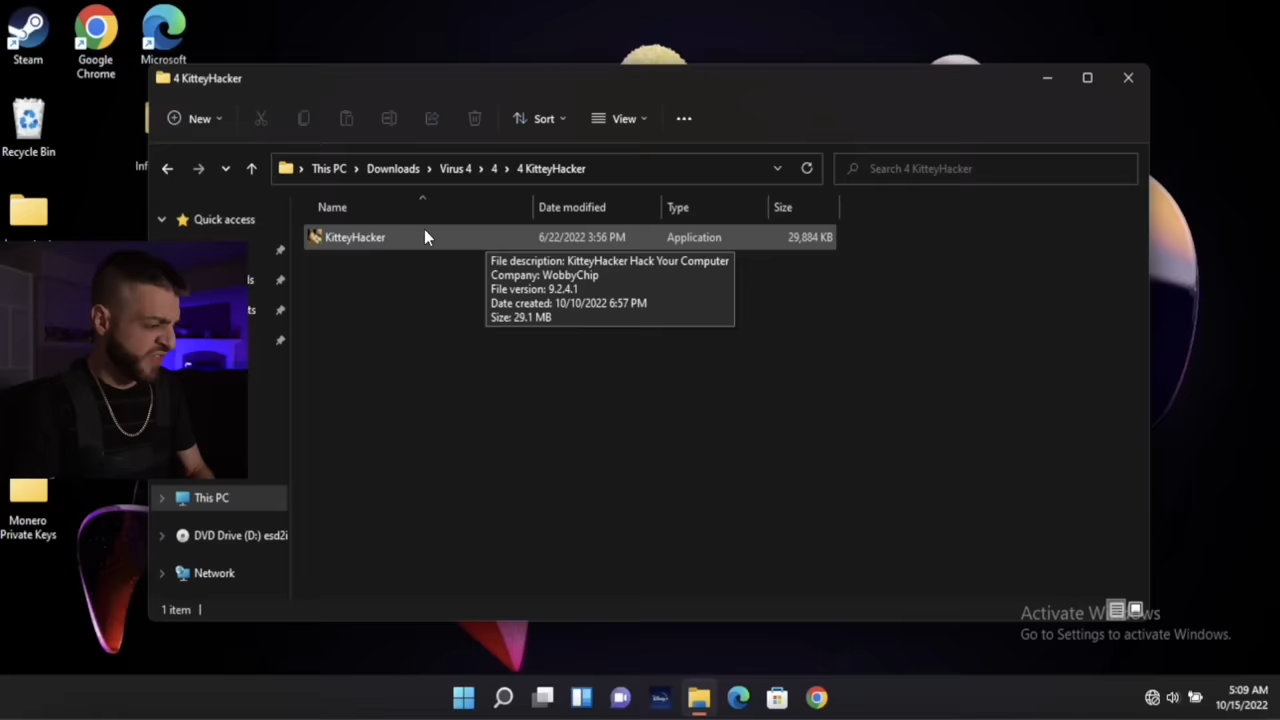 Steam
Google
Chrome
Microsoft
Recycle Bin
Inf
4 KitteyHacker
New
Sort
View
This PC
Downloads
Virus 4
4
4 KitteyHacker
Search 4 KitteyHacker
Quick access
ls
ts
Name
Date modified
Type
Size
KitteyHacker
6/22/2022 3:56 PM
Application
29,884 KB
File description: KitteyHacker Hack Your Computer
Company: WobbyChip
File version: 9.2.4.1
Date created: 10/10/2022 6:57 PM
Size: 29.1 MB
This PC
DVD Drive (D:) esd2i
Network
Monero
Private Keys
1 item
Activate Windows
Go to Settings to activate Windows.
5:09 AM
10/15/2022